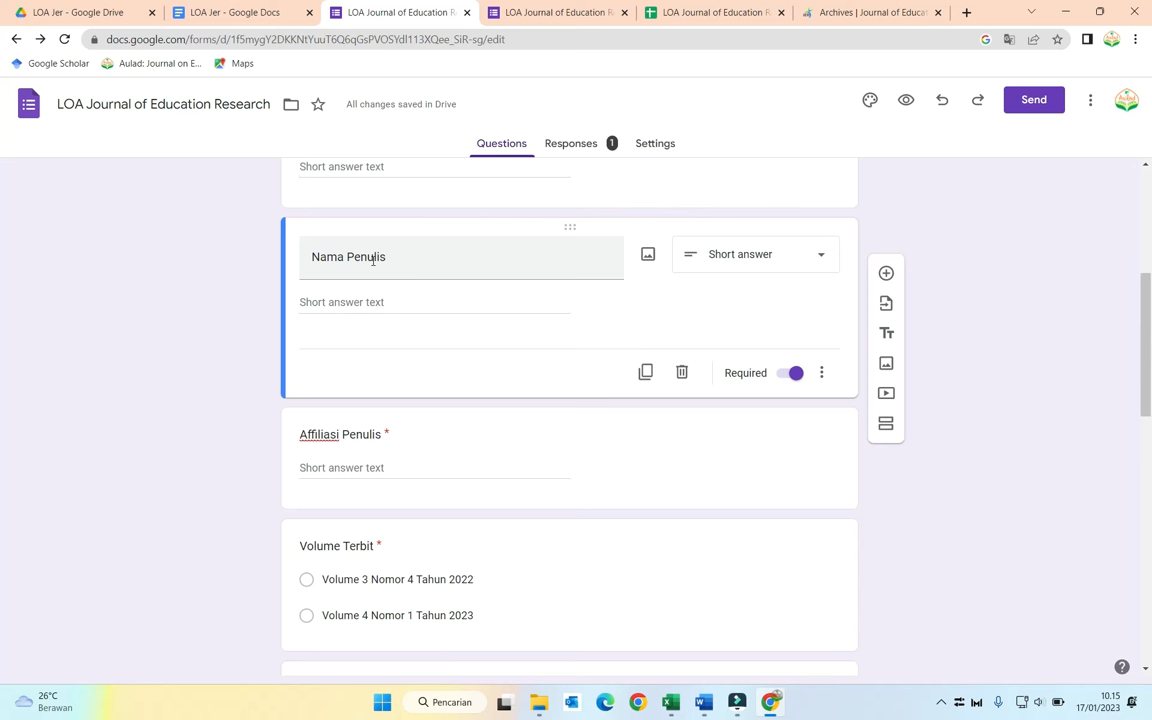 LOA Jer - Google Drive
LOA Jer - Google Docs
LOA Journal of Education Re
LOA Journal of Education Re
LOA Journal of Education R
Archives | Journal of Educat
docs.google.com/forms/d/1f5mygY2DKKNtYuuT6Q6qGsPVOSYdl113XQee_SiR-sg/edit
Google Scholar
Aulad: Journal on E...
Maps
LOA Journal of Education Research
All changes saved in Drive
Send
Questions
Responses 1
Settings
Short answer text
Nama Penulis
Short answer
Short answer text
Required
Affiliasi Penulis *
Short answer text
Volume Terbit *
Volume 3 Nomor 4 Tahun 2022
Volume 4 Nomor 1 Tahun 2023
26°C
Berawan
Pencarian
10.15
17/01/2023